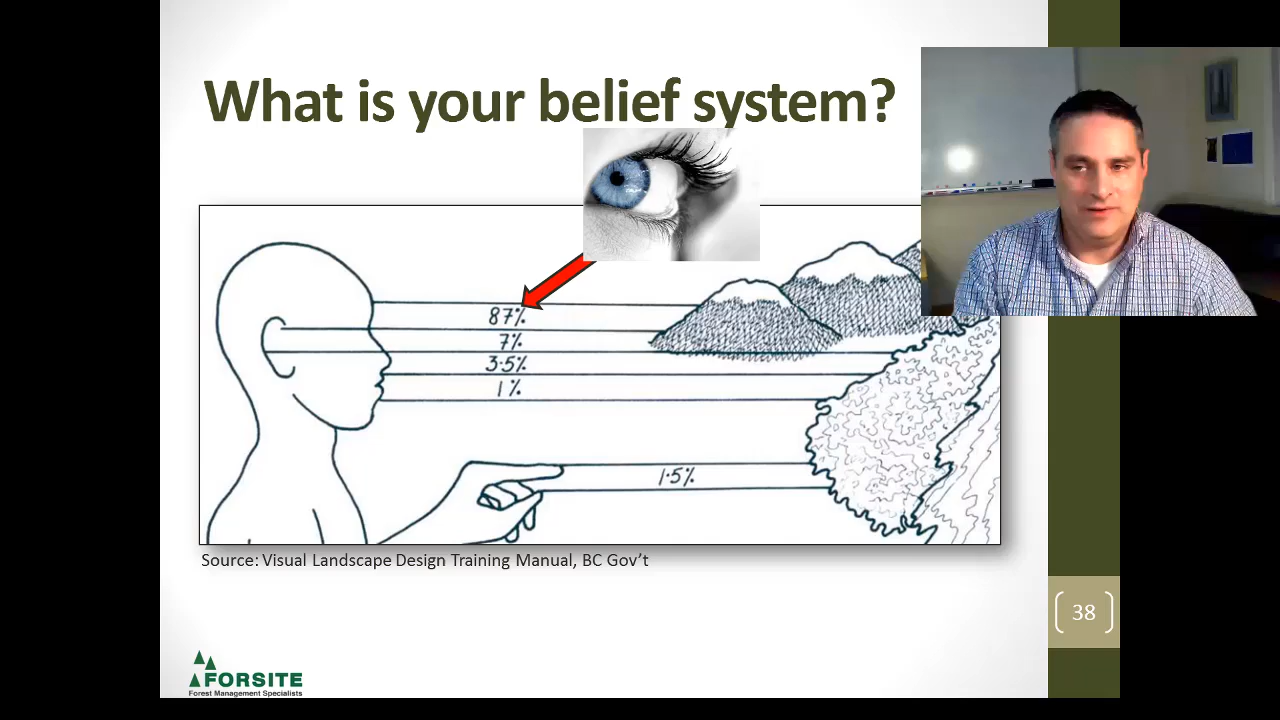 What is your belief system?
87%
7%
3.5%
1%
1.5%
Source: Visual Landscape Design Training Manual, BC Gov't
38
FORSITE
Forest Management Specialists